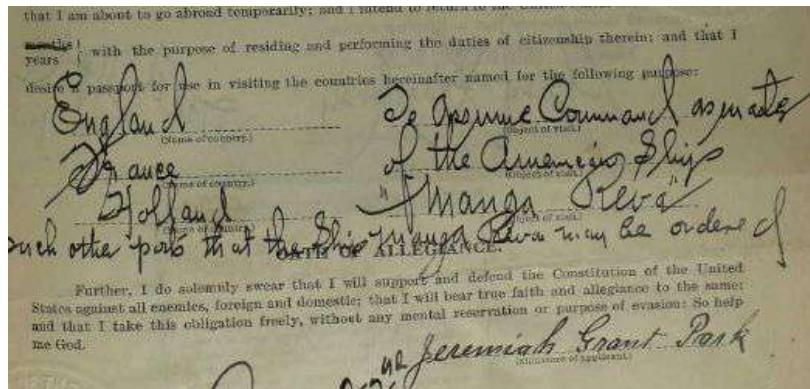 that I am about to go abroad temporarily; and I intend to return to the United
months
years } with the purpose of residing and performing the duties of citizenship therein; and that I
desire a passport for use in visiting the countries hereinafter named for the following purpose:
England To Assume Command as master
(Name of country.) (Object of visit.)
France of the American Ship
(Name of country.) (Object of visit.)
Holland "Manga Reva"
(Name of country.) (Object of visit.)
such other ports that the Ship Manga Reva may be ordered
OATH OF ALLEGIANCE.
Further, I do solemnly swear that I will support and defend the Constitution of the United
States against all enemies, foreign and domestic; that I will bear true faith and allegiance to the same;
and that I take this obligation freely, without any mental reservation or purpose of evasion: So help
me God.
Jeremiah Grant Park
(Signature of applicant.)